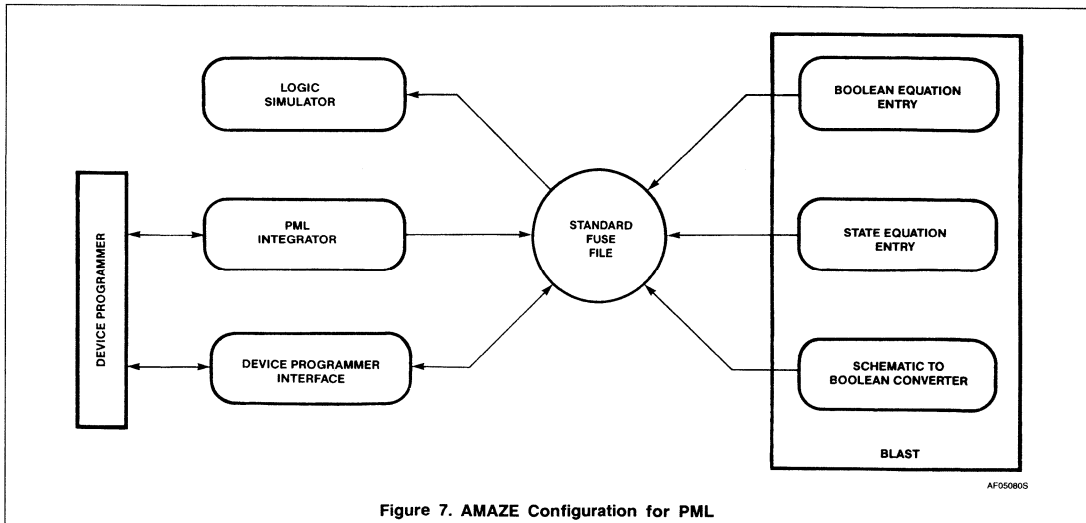 LOGIC
SIMULATOR
BOOLEAN EQUATION
ENTRY
DEVICE PROGRAMMER
PML
INTEGRATOR
STANDARD
FUSE
FILE
STATE EQUATION
ENTRY
DEVICE PROGRAMMER
INTERFACE
SCHEMATIC TO
BOOLEAN CONVERTER
BLAST
AF05080S
Figure 7. AMAZE Configuration for PML